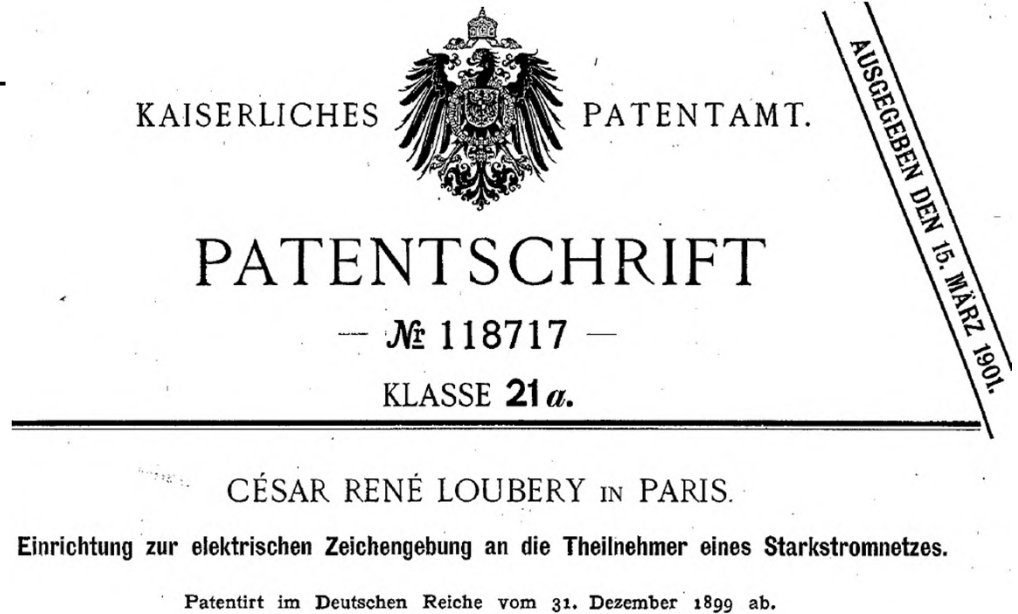 KAISERLICHES PATENTAMT.
AUSGEGEBEN DEN 15. MÄRZ 1901.
PATENTSCHRIFT
— № 118717 —
KLASSE 21 a.
CÉSAR RENÉ LOUBERY IN PARIS.
Einrichtung zur elektrischen Zeichengebung an die Theilnehmer eines Starkstromnetzes.
Patentirt im Deutschen Reiche vom 31. Dezember 1899 ab.